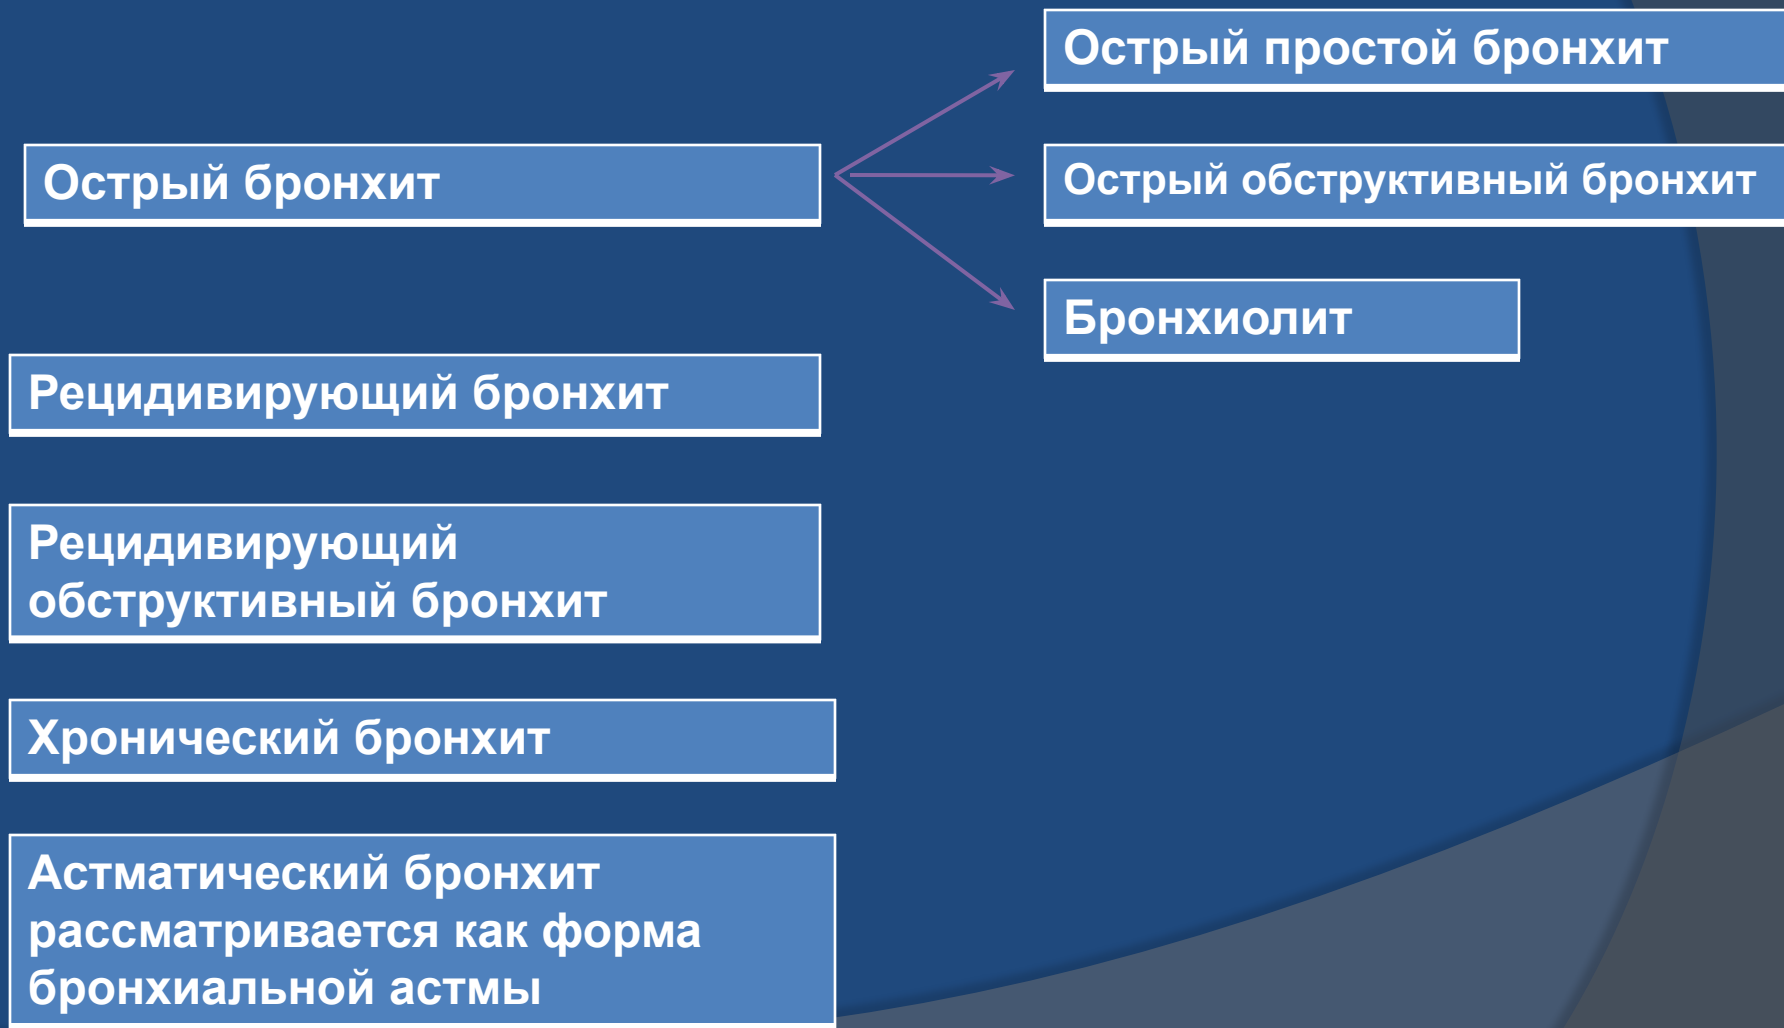 Острый бронхит
Острый простой бронхит
Острый обструктивный бронхит
Бронхиолит
Рецидивирующий бронхит
Рецидивирующий
обструктивный бронхит
Хронический бронхит
Астматический бронхит
рассматривается как форма
бронхиальной астмы